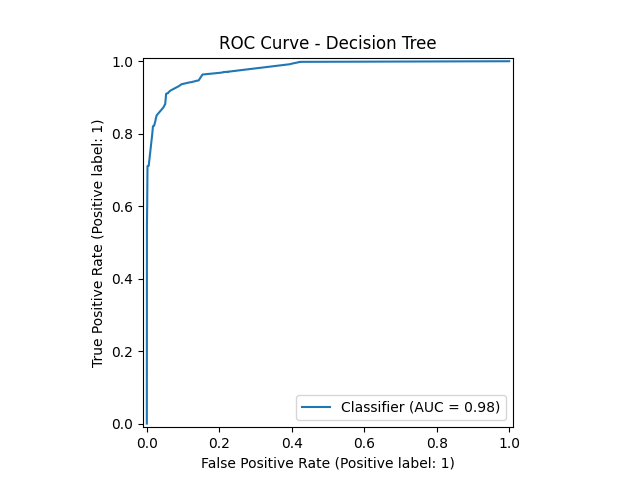 ROC Curve - Decision Tree
True Positive Rate (Positive label: 1)
1.0
0.8
0.6
0.4
0.2
0.0
Classifier (AUC = 0.98)
0.0 0.2 0.4 0.6 0.8 1.0
False Positive Rate (Positive label: 1)